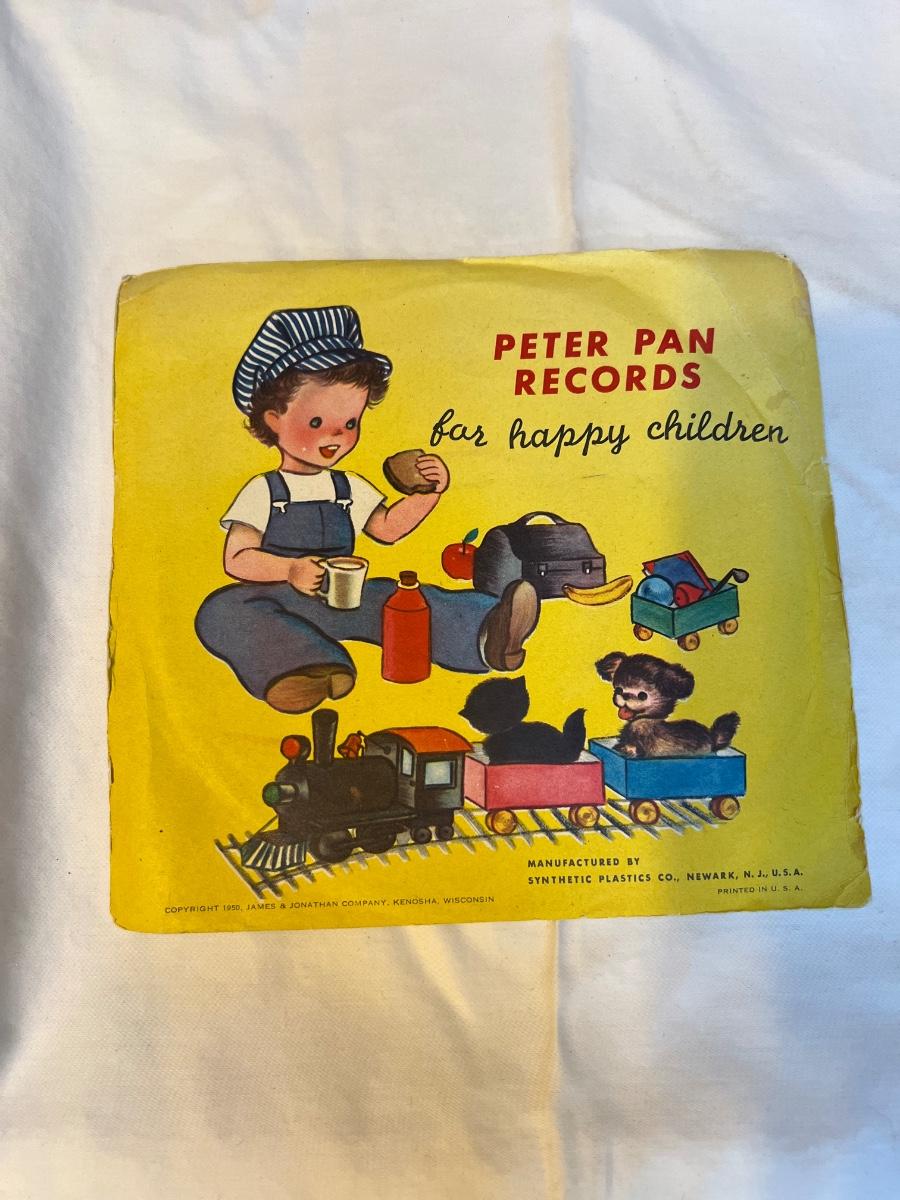 PETER PAN
RECORDS
for happy children
MANUFACTURED BY
SYNTHETIC PLASTICS CO., NEWARK, N. J., U.S.A.
PRINTED IN U. S. A.
COPYRIGHT 1950, JAMES & JONATHAN COMPANY, KENOSHA, WISCONSIN